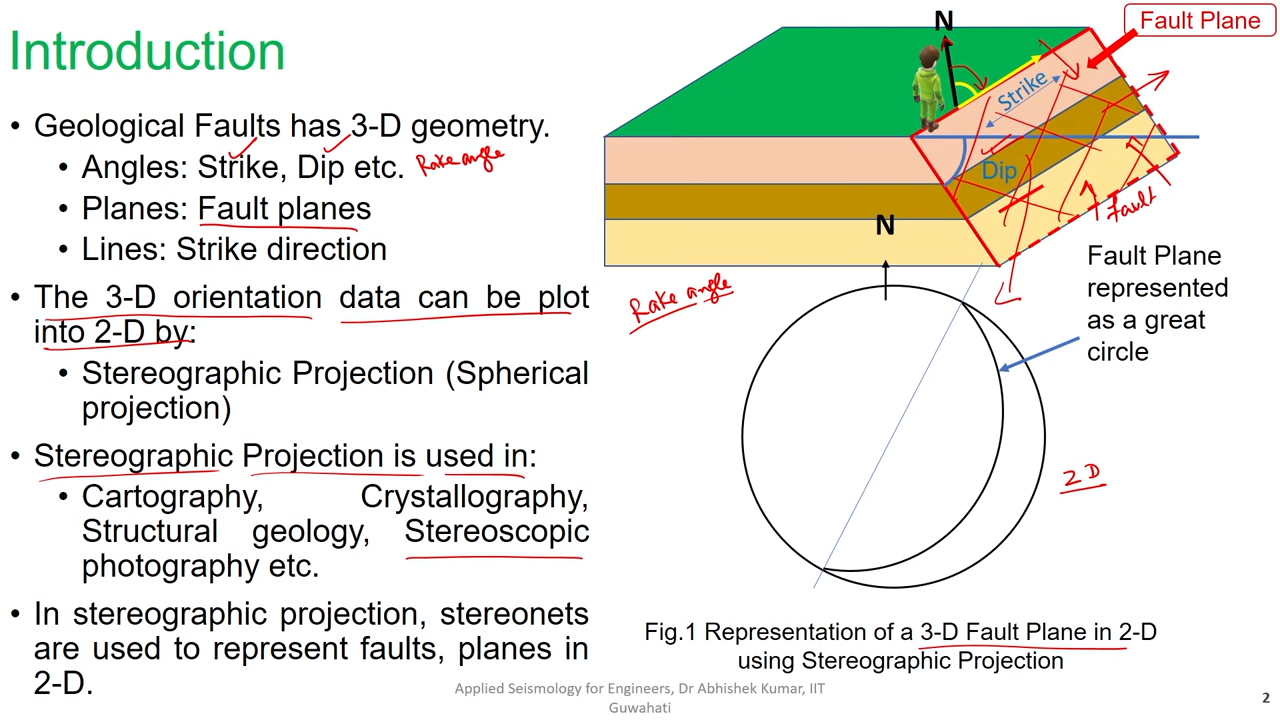 Introduction
• Geological Faults has 3-D geometry.
• Angles: Strike, Dip etc. Rake angle
• Planes: Fault planes
• Lines: Strike direction
• The 3-D orientation data can be plot
into 2-D by:
• Stereographic Projection (Spherical
projection)
• Stereographic Projection is used in:
• Cartography, Crystallography,
Structural geology, Stereoscopic
photography etc.
• In stereographic projection, stereonets
are used to represent faults, planes in
2-D.
N
Fault Plane
Strike
Dip
Fault
Rake angle
N
Fault Plane
represented
as a great
circle
2D
Fig.1 Representation of a 3-D Fault Plane in 2-D
using Stereographic Projection
Applied Seismology for Engineers, Dr Abhishek Kumar, IIT
Guwahati
2